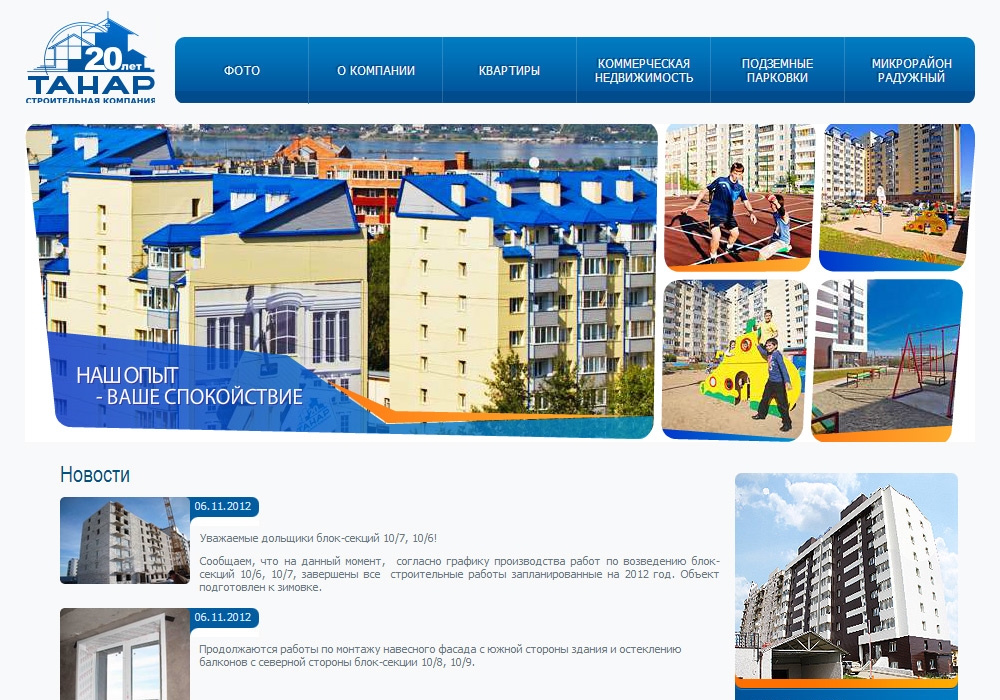 20 лет
ТАНАР
СТРОИТЕЛЬНАЯ КОМПАНИЯ
ФОТО
О КОМПАНИИ
КВАРТИРЫ
КОММЕРЧЕСКАЯ
НЕДВИЖИМОСТЬ
ПОДЗЕМНЫЕ
ПАРКОВКИ
МИКРОРАЙОН
РАДУЖНЫЙ
НАШ ОПЫТ
- ВАШЕ СПОКОЙСТВИЕ
Новости
06.11.2012
Уважаемые дольщики блок-секций 10/7, 10/6!
Сообщаем, что на данный момент, согласно графику производства работ по возведению блок-
секций 10/6, 10/7, завершены все строительные работы запланированные на 2012 год. Объект
подготовлен к зимовке.
06.11.2012
Продолжаются работы по монтажу навесного фасада с южной стороны здания и остеклению
балконов с северной стороны блок-секции 10/8, 10/9.